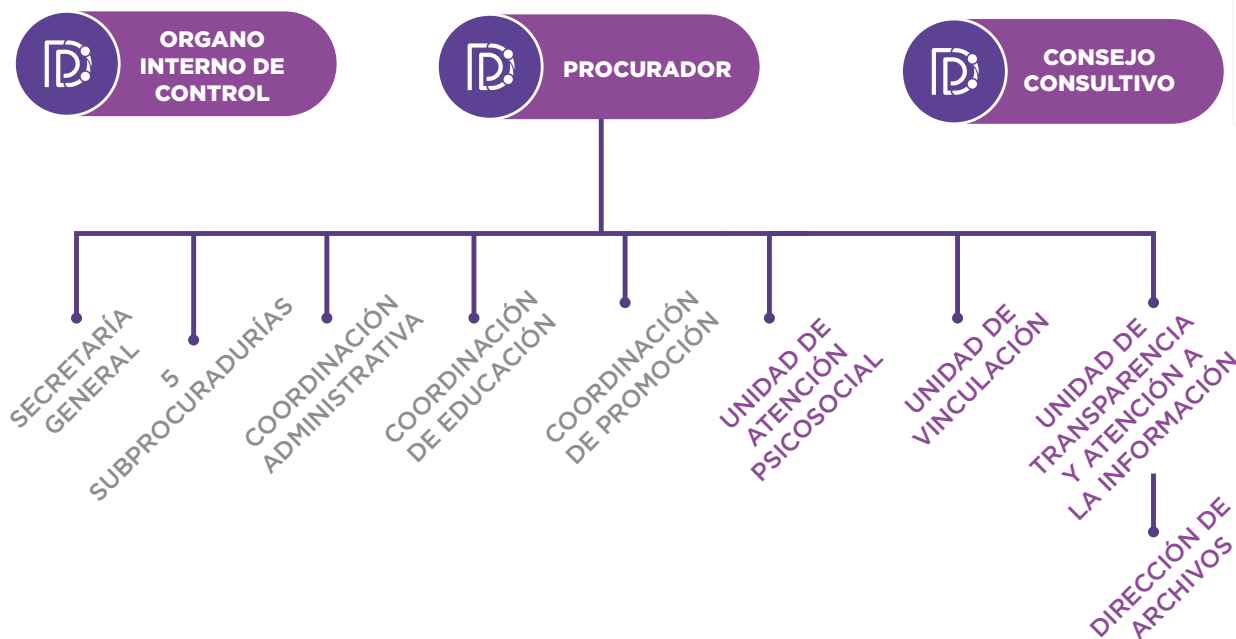 ORGANO
INTERNO DE
CONTROL
PROCURADOR
CONSEJO
CONSULTIVO
SECRETARÍA
GENERAL
5
SUBPROCURADURÍAS
COORDINACIÓN
ADMINISTRATIVA
COORDINACIÓN
DE EDUCACIÓN
COORDINACIÓN
DE PROMOCIÓN
UNIDAD DE
ATENCIÓN
PSICOSOCIAL
UNIDAD DE
VINCULACIÓN
UNIDAD DE
TRANSPARENCIA
Y ATENCIÓN A
LA INFORMACIÓN
DIRECCIÓN DE
ARCHIVOS